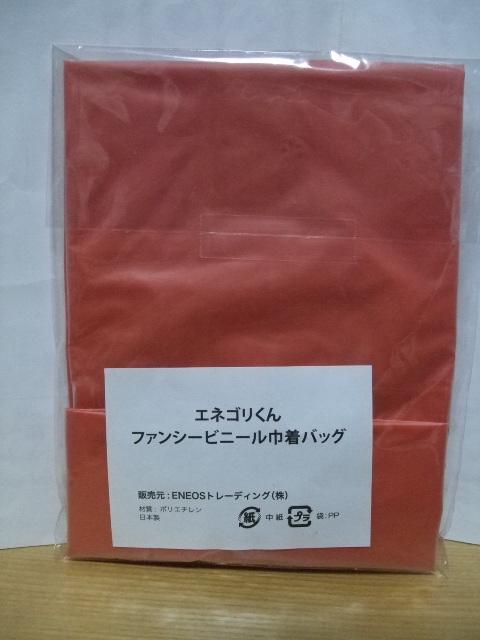 エネゴリくん
ファンシービニール巾着バッグ
販売元：ENEOSトレーディング（株）
材質：ポリエチレン
日本製
紙 中紙 プラ 袋：PP